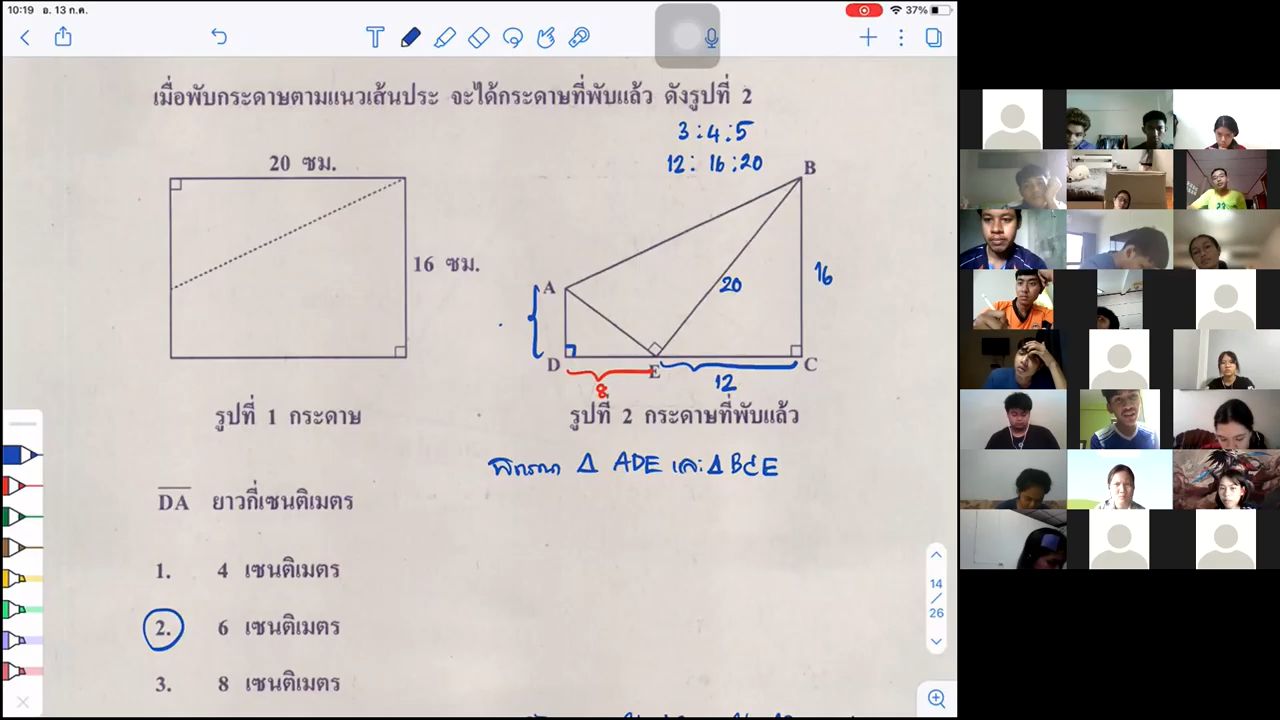 10:19 อ. 13 ก.ค.
37%
เมื่อพับกระดาษตามแนวเส้นประ จะได้กระดาษที่พับแล้ว ดังรูปที่ 2
3 : 4 : 5
12 : 16 : 20
20 ซม.
B
16 ซม.
16
20
A
D
E
C
8
12
รูปที่ 1 กระดาษ
รูปที่ 2 กระดาษที่พับแล้ว
พิจารณา Δ ADE และ Δ BCE
DA ยาวกี่เซนติเมตร
1. 4 เซนติเมตร
2. 6 เซนติเมตร
3. 8 เซนติเมตร
14
/
26